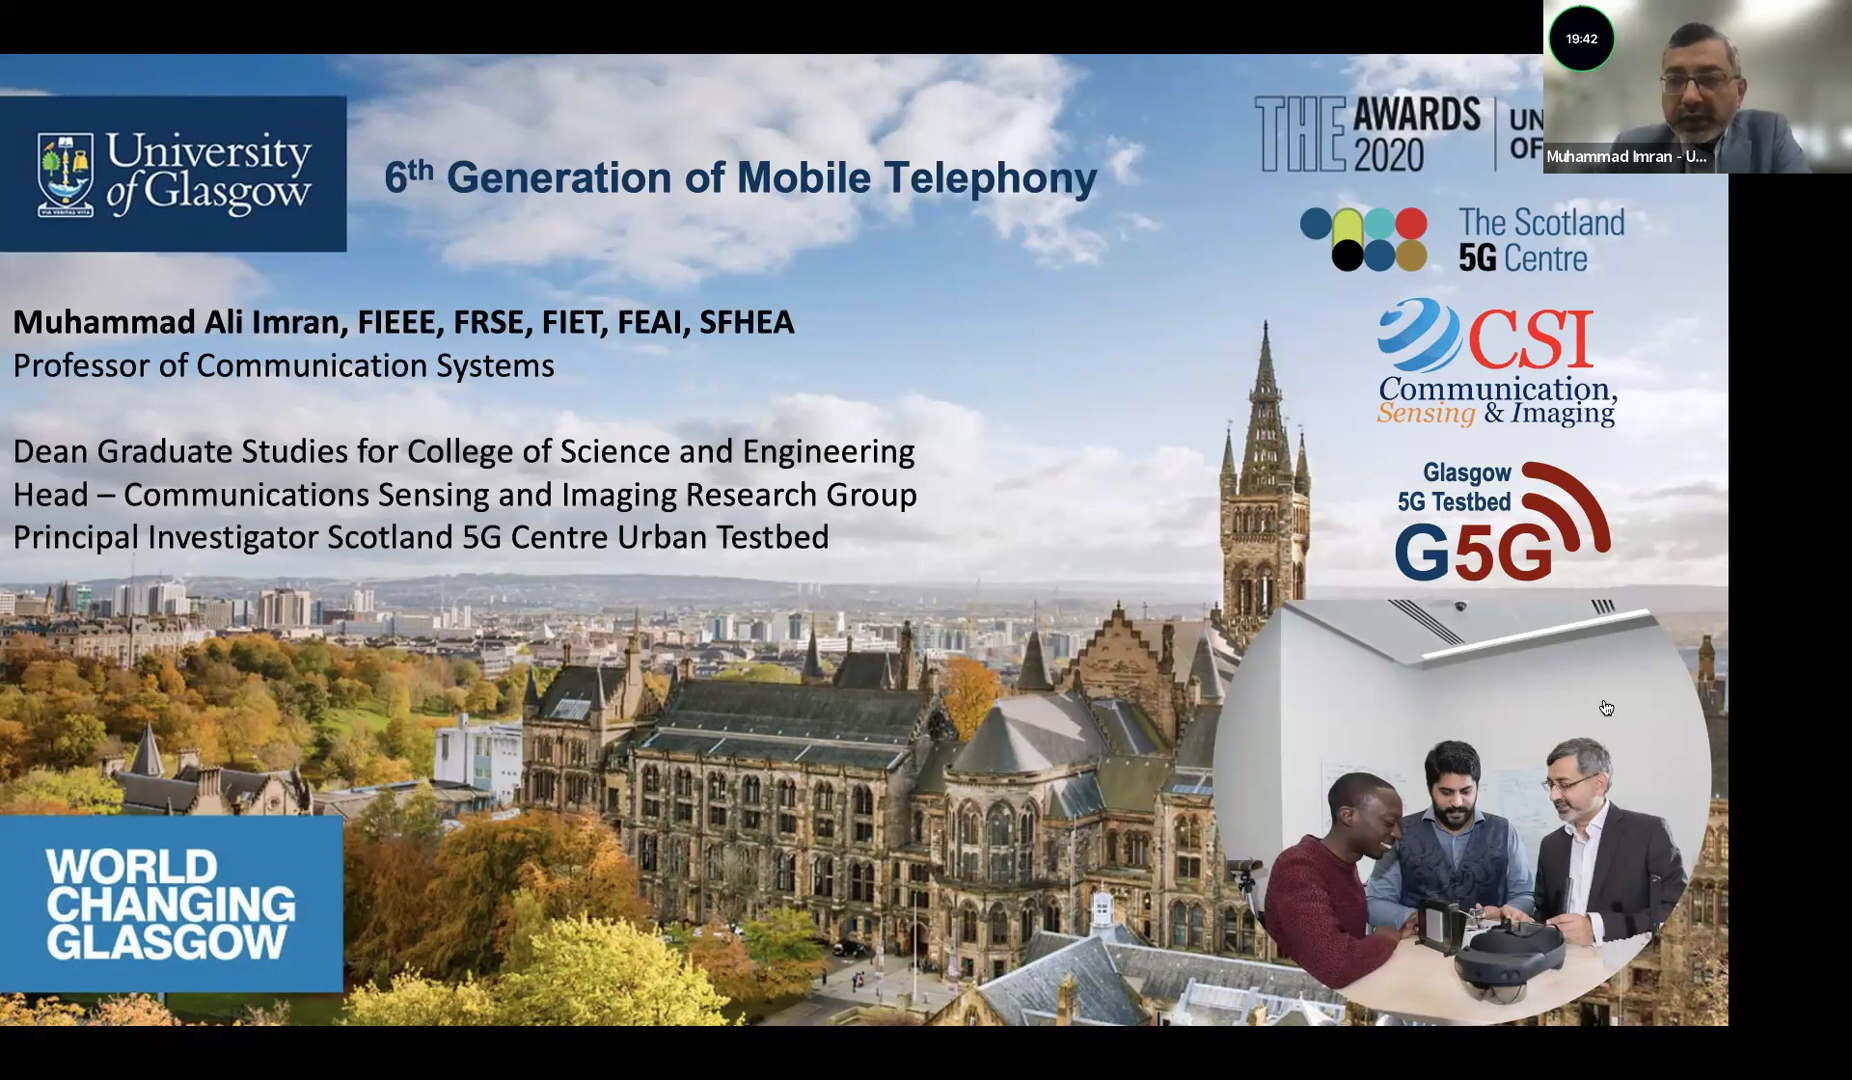 19:42
Muhammad Imran - U...
University
of Glasgow
VIA VERITAS VITA
6th Generation of Mobile Telephony
THE AWARDS
2020
UN
OF
The Scotland
5G Centre
Muhammad Ali Imran, FIEEE, FRSE, FIET, FEAI, SFHEA
Professor of Communication Systems
CSI
Communication,
Sensing & Imaging
Dean Graduate Studies for College of Science and Engineering
Head – Communications Sensing and Imaging Research Group
Principal Investigator Scotland 5G Centre Urban Testbed
Glasgow
5G Testbed
G5G
WORLD
CHANGING
GLASGOW